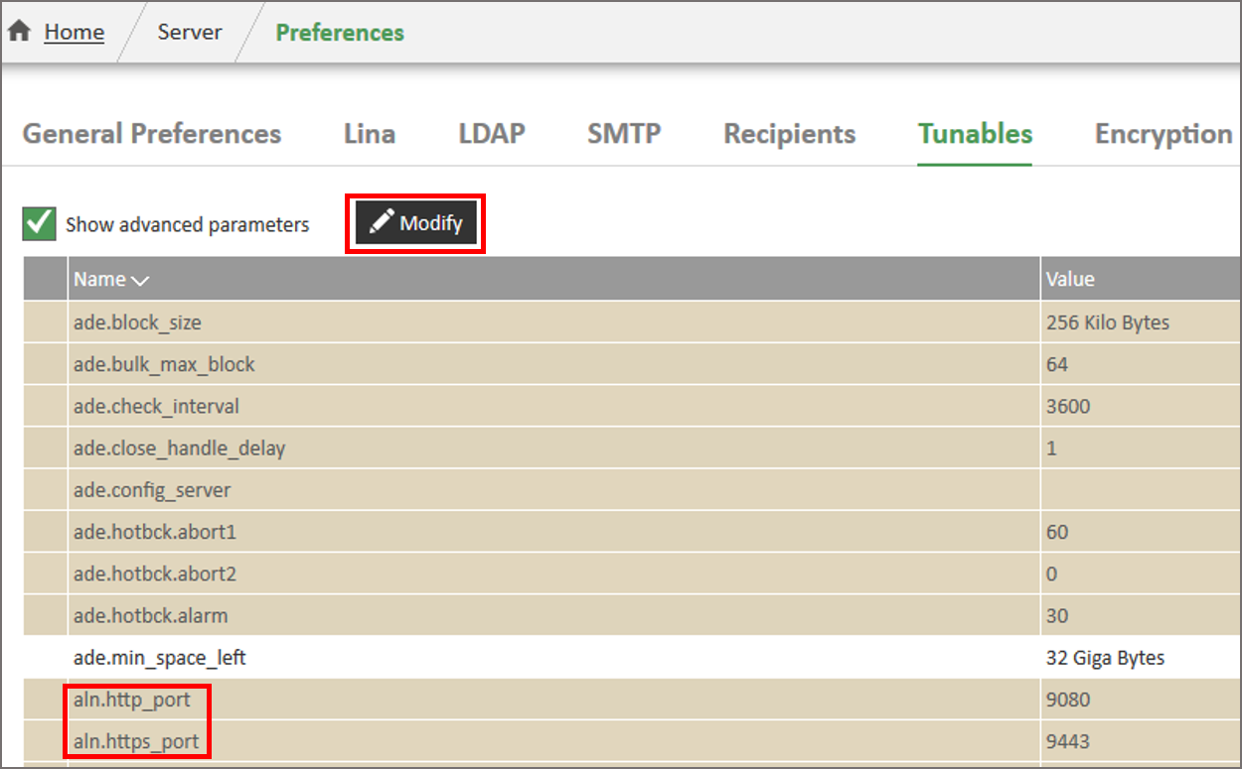 Home Server Preferences
General Preferences Lina LDAP SMTP Recipients Tunables Encryption
Show advanced parameters Modify
Name Value
ade.block_size 256 Kilo Bytes
ade.bulk_max_block 64
ade.check_interval 3600
ade.close_handle_delay 1
ade.config_server
ade.hotbck.abort1 60
ade.hotbck.abort2 0
ade.hotbck.alarm 30
ade.min_space_left 32 Giga Bytes
aln.http_port 9080
aln.https_port 9443